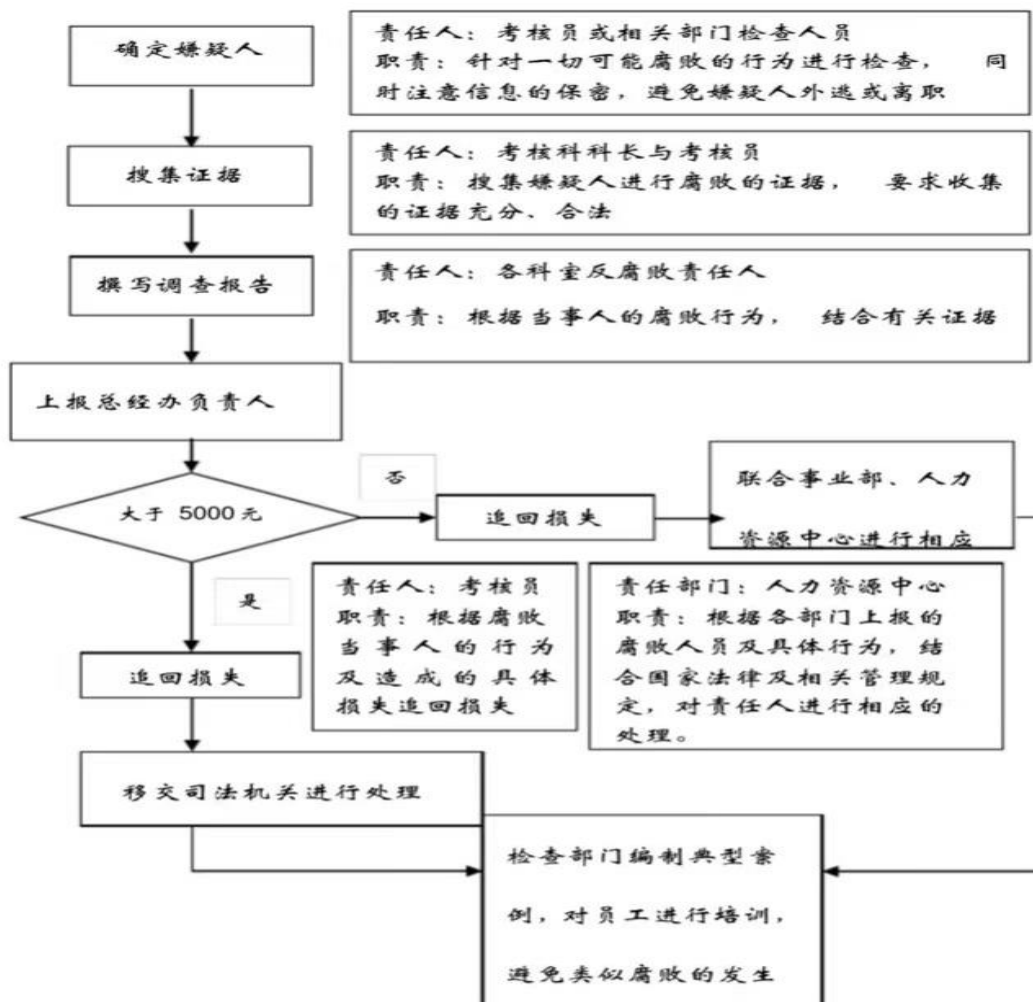 确定嫌疑人
责任人：考核员或相关部门检查人员
职责：针对一切可能腐败的行为进行检查， 同
时注意信息的保密，避免嫌疑人外逃或离职
搜集证据
责任人：考核科科长与考核员
职责：搜集嫌疑人进行腐败的证据， 要求收集
的证据充分、合法
撰写调查报告
责任人：各科室反腐败责任人
职责：根据当事人的腐败行为， 结合有关证据
上报总经办负责人
大于 5000元
否
追回损失
联合事业部、人力
资源中心进行相应
是
责任人：考核员
职责：根据腐败
当事人的行为
及造成的具体
损失追回损失
责任部门：人力资源中心
职责：根据各部门上报的
腐败人员及具体行为，结
合国家法律及相关管理规
定，对责任人进行相应的
处理。
追回损失
移交司法机关进行处理
检查部门编制典型案
例，对员工进行培训，
避免类似腐败的发生